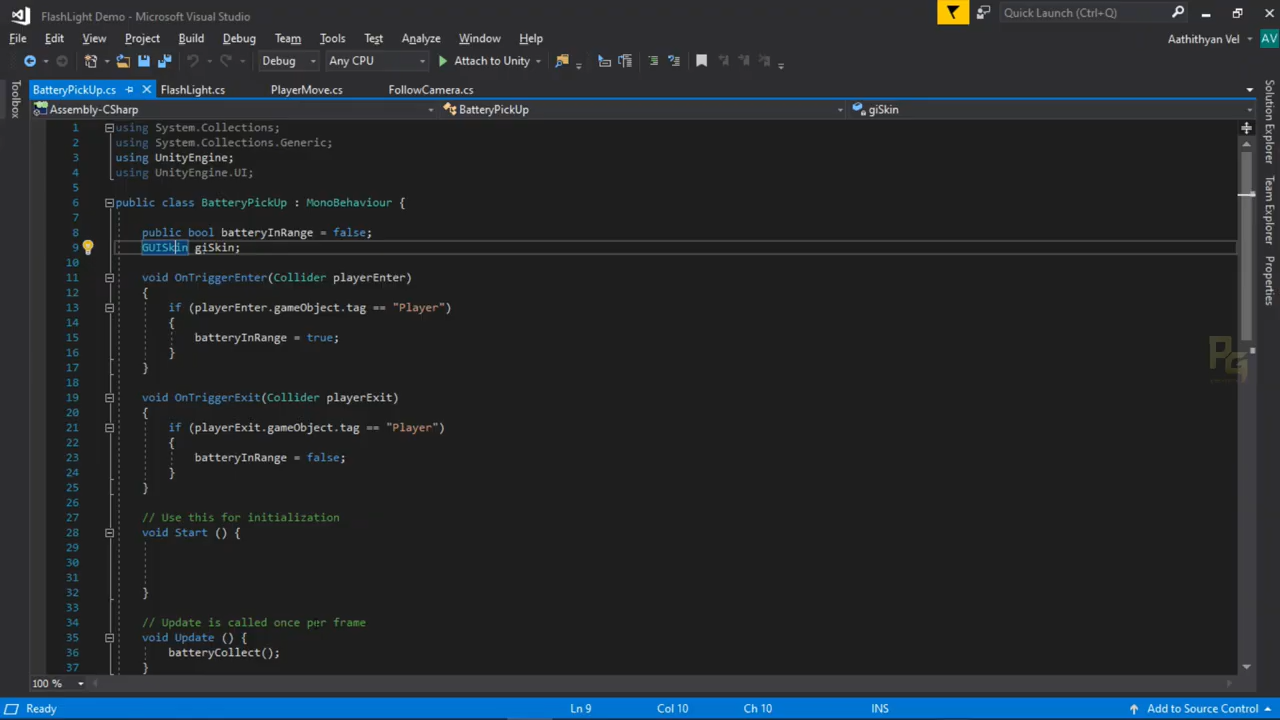 FlashLight Demo - Microsoft Visual Studio
Quick Launch (Ctrl+Q)
File Edit View Project Build Debug Team Tools Test Analyze Window Help
Aathithyan Vel AV
Debug Any CPU Attach to Unity
BatteryPickUp.cs FlashLight.cs PlayerMove.cs FollowCamera.cs
Assembly-CSharp BatteryPickUp giSkin
Toolbox
Solution Explorer
Team Explorer
Properties
1 using System.Collections;
2 using System.Collections.Generic;
3 using UnityEngine;
4 using UnityEngine.UI;
5
6 public class BatteryPickUp : MonoBehaviour {
7
8 public bool batteryInRange = false;
9 GUISkin giSkin;
10
11 void OnTriggerEnter(Collider playerEnter)
12 {
13 if (playerEnter.gameObject.tag == "Player")
14 {
15 batteryInRange = true;
16 }
17 }
18
19 void OnTriggerExit(Collider playerExit)
20 {
21 if (playerExit.gameObject.tag == "Player")
22 {
23 batteryInRange = false;
24 }
25 }
26
27 // Use this for initialization
28 void Start () {
29
30
31
32 }
33
34 // Update is called once per frame
35 void Update () {
36 batteryCollect();
37 }
PG
100 %
Ready Ln 9 Col 10 Ch 10 INS Add to Source Control